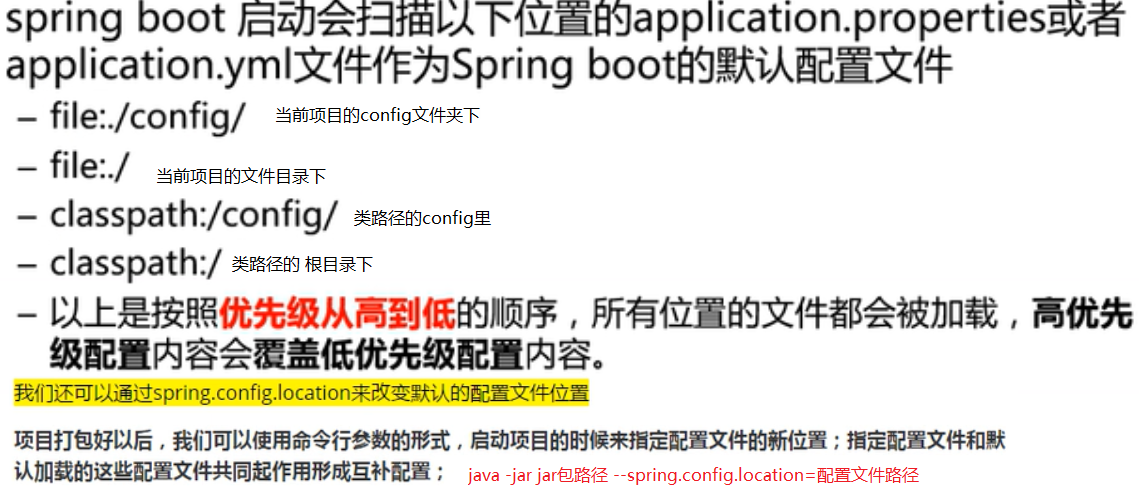 spring boot 启动会扫描以下位置的application.properties或者
application.yml文件作为Spring boot的默认配置文件
– file:./config/ 当前项目的config文件夹下
– file:./ 当前项目的文件目录下
– classpath:/config/ 类路径的config里
– classpath:/ 类路径的 根目录下
– 以上是按照优先级从高到低的顺序，所有位置的文件都会被加载，高优先
级配置内容会覆盖低优先级配置内容。
我们还可以通过spring.config.location来改变默认的配置文件位置
项目打包好以后，我们可以使用命令行参数的形式，启动项目的时候来指定配置文件的新位置；指定配置文件和默
认加载的这些配置文件共同起作用形成互补配置； java -jar jar包路径 --spring.config.location=配置文件路径